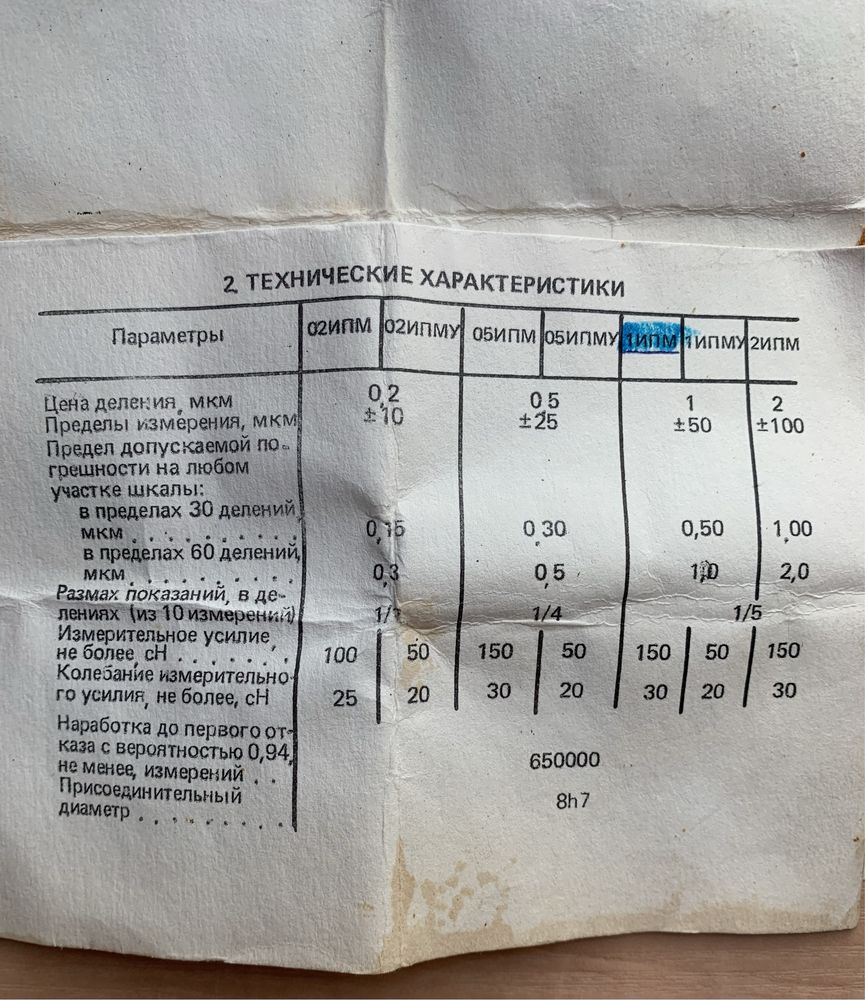 2. ТЕХНИЧЕСКИЕ ХАРАКТЕРИСТИКИ
Параметры 02ИПМ 02ИПМУ 05ИПМ 05ИПМУ 1ИПМ 1ИПМУ 2ИПМ
Цена деления, мкм 0,2 0,5 1 2
Пределы измерения, мкм ±10 ±25 ±50 ±100
Предел допускаемой по-
грешности на любом
участке шкалы:
в пределах 30 делений,
мкм . . . . . . . . . . 0,15 0,30 0,50 1,00
в пределах 60 делений,
мкм . . . . . . . . . . 0,3 0,5 1,0 2,0
Размах показаний, в де-
лениях (из 10 измерений) 1/3 1/4 1/5
Измерительное усилие,
не более, сН . . . . . . . 100 50 150 50 150 50 150
Колебание измерительно-
го усилия, не более, сН 25 20 30 20 30 20 30
Наработка до первого от-
каза с вероятностью 0,94,
не менее, измерений . . 650000
Присоединительный
диаметр . . . . . . . . . . 8h7